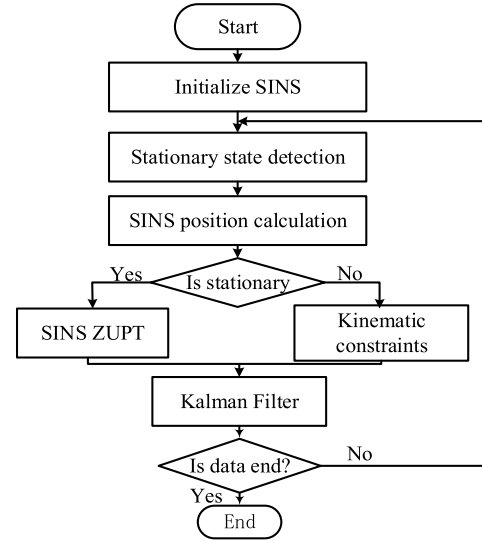 Start
Initialize SINS
Stationary state detection
SINS position calculation
Is stationary
Yes
No
SINS ZUPT
Kinematic
constraints
Kalman Filter
Is data end?
No
Yes
End